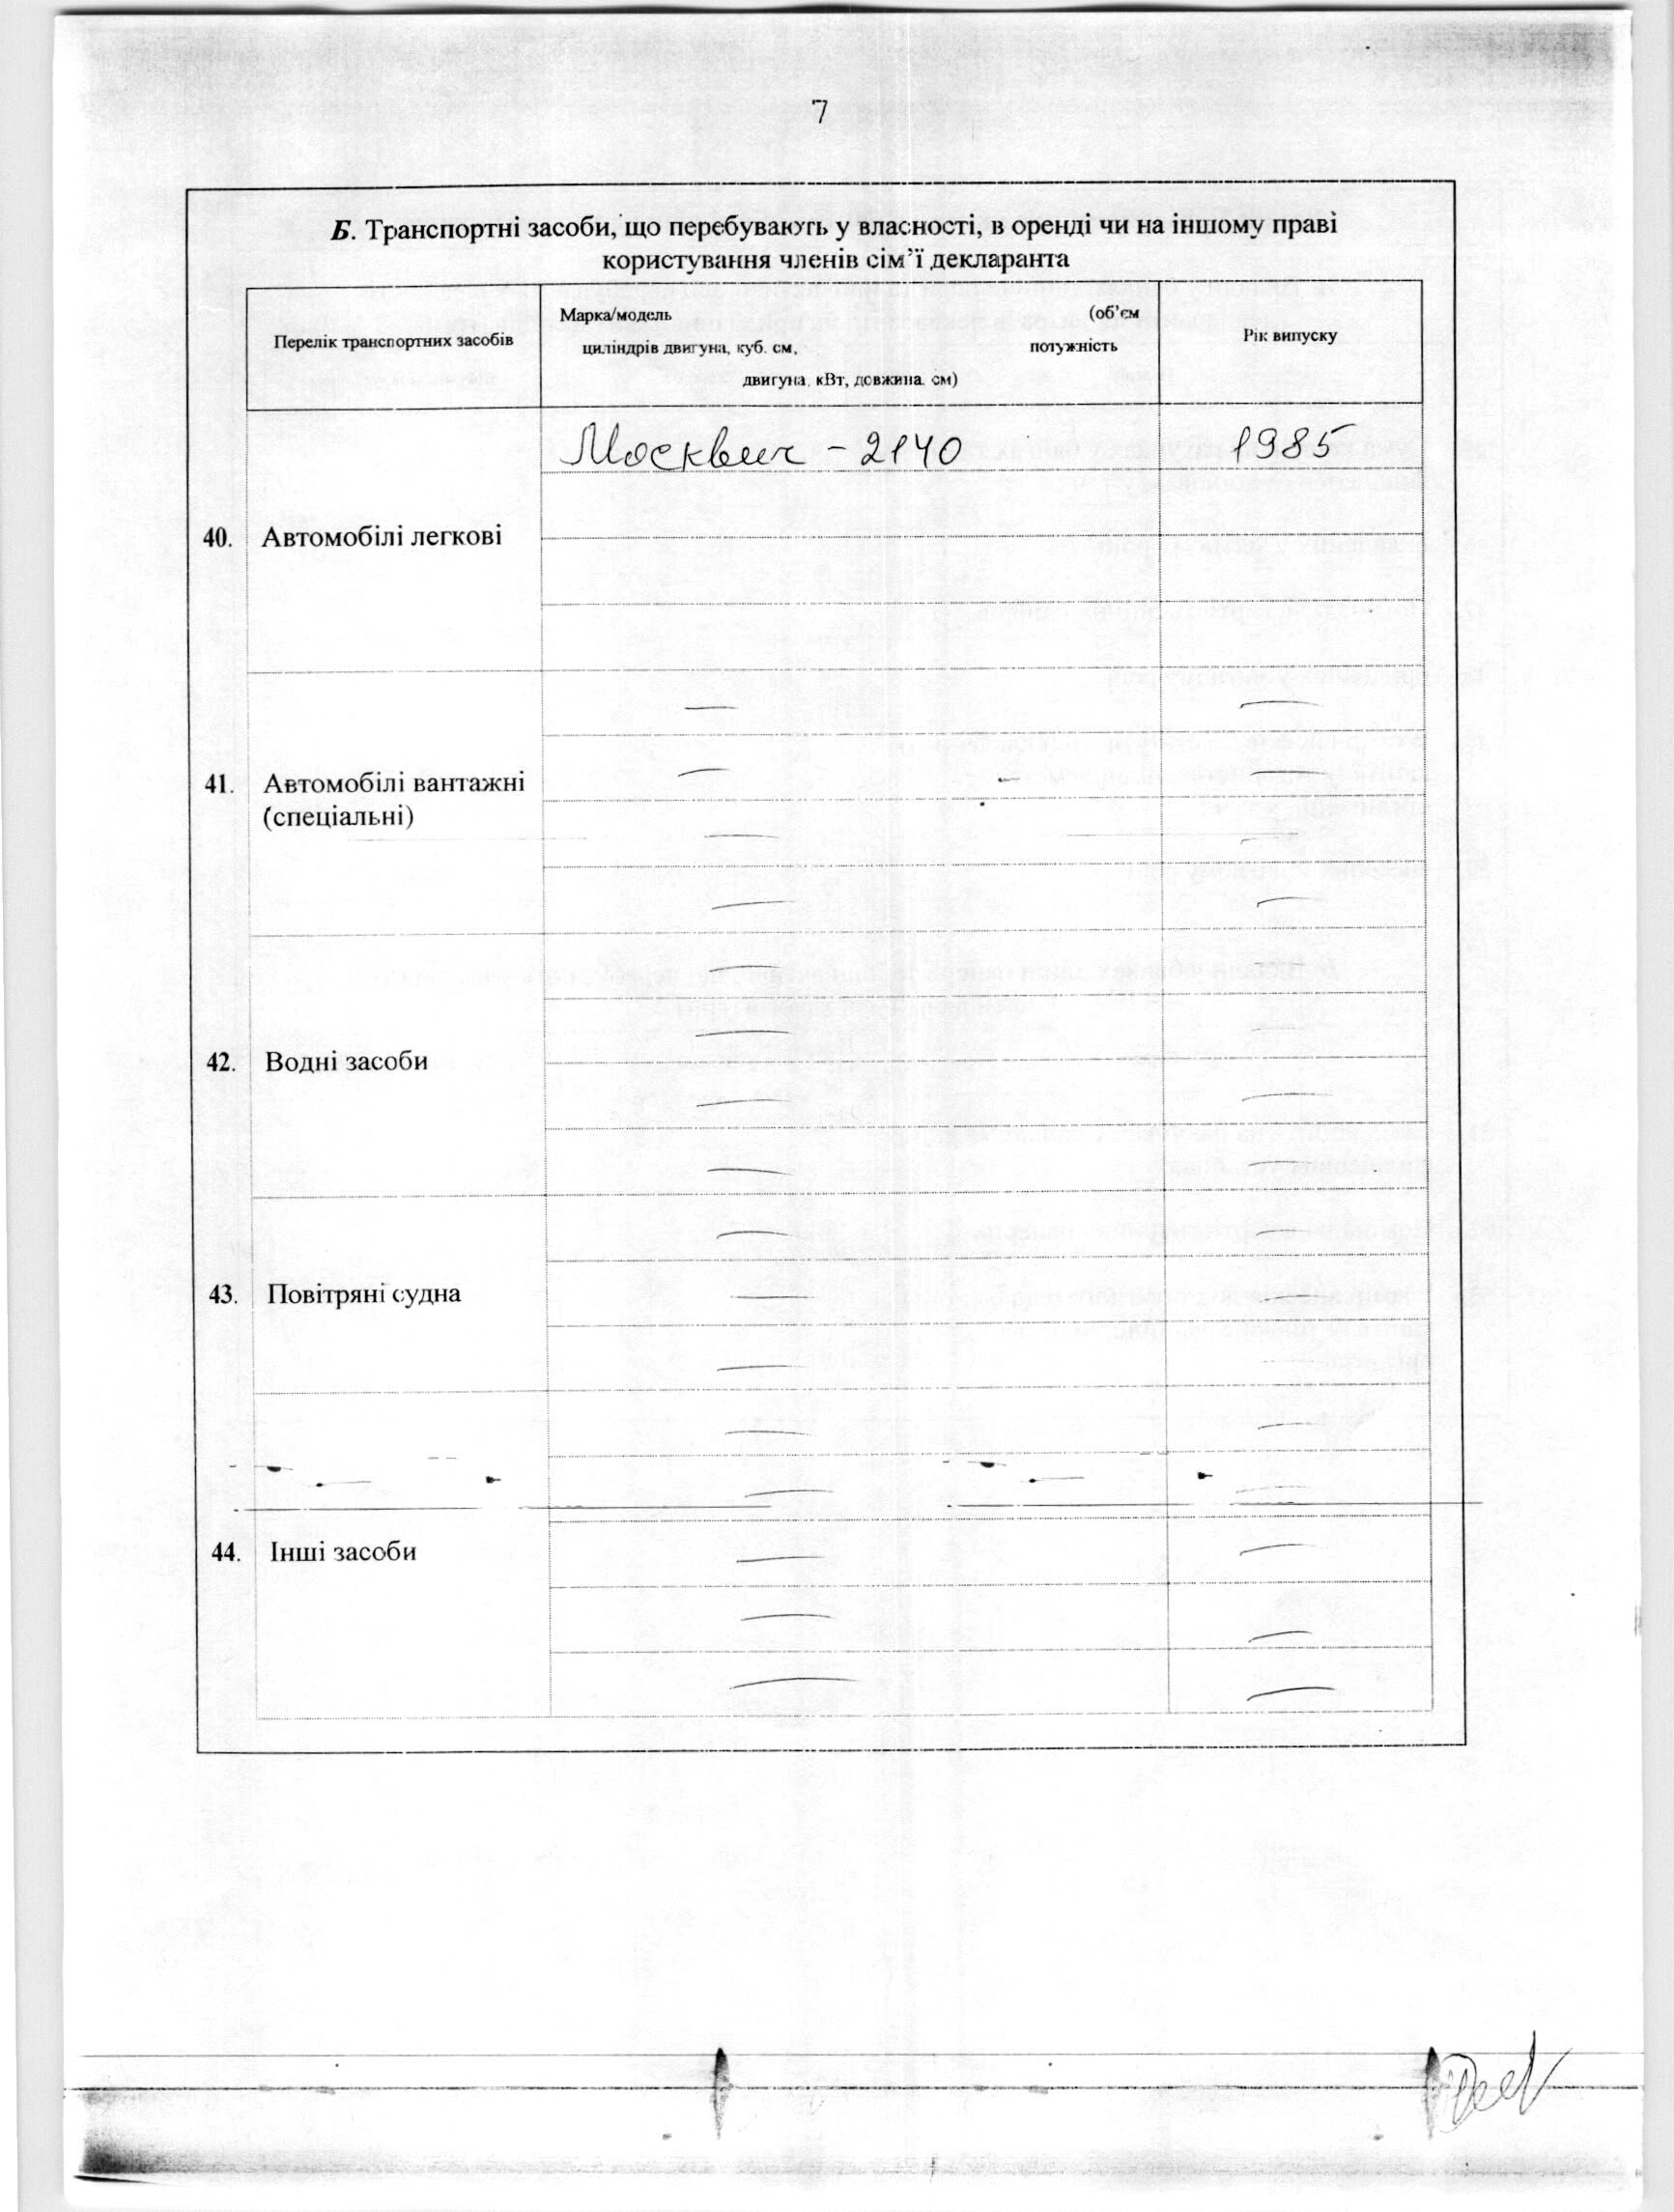 7
Б. Транспортні засоби, що перебувають у власності, в оренді чи на іншому праві
користування членів сім’ї декларанта
Перелік транспортних засобів
Марка/модель (об’єм
циліндрів двигуна, куб. см, потужність
двигуна, кВт, довжина, см)
Рік випуску
Москвич - 2140 1985
40. Автомобілі легкові
— —
— —
41. Автомобілі вантажні
(спеціальні)
— —
— —
— —
— —
42. Водні засоби
— —
— —
— —
43. Повітряні судна
— —
— —
— —
— —
44. Інші засоби
— —
— —
— —